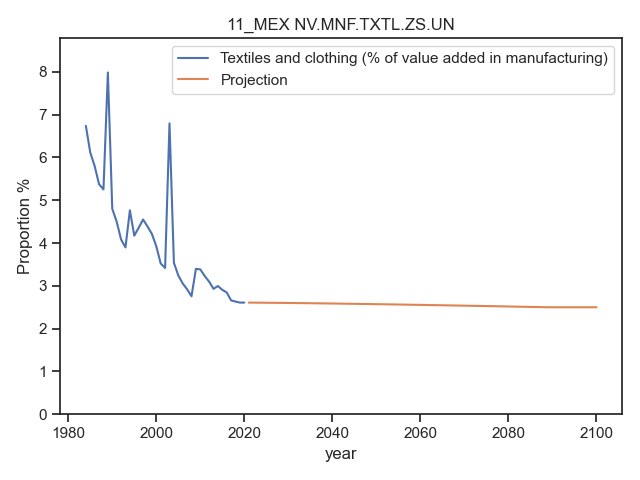 11_MEX NV.MNF.TXTL.ZS.UN
Textiles and clothing (% of value added in manufacturing)
Projection
Proportion %
8
7
6
5
4
3
2
1
0
1980 2000 2020 2040 2060 2080 2100
year